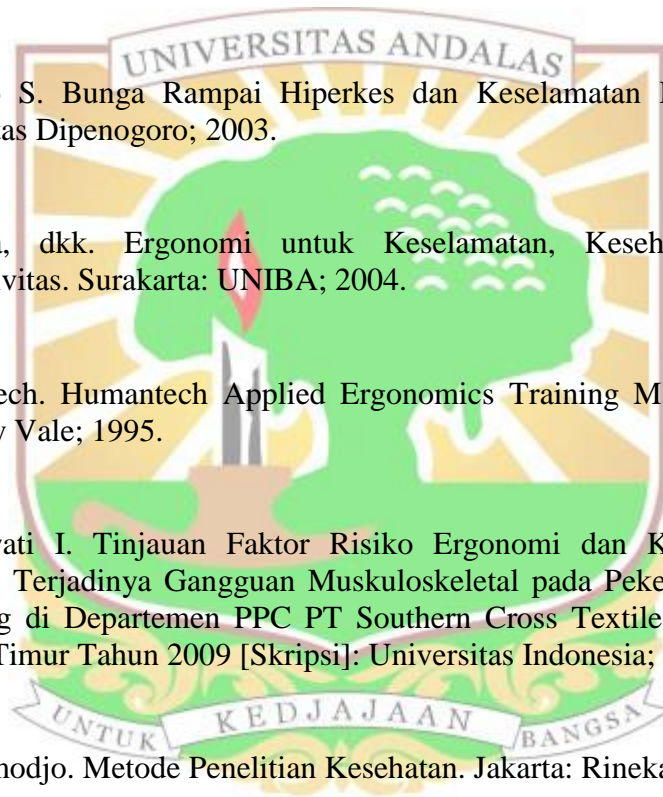 UNIVERSITAS ANDALAS
S. Bunga Rampai Hiperkes dan Keselamatan
tas Dipenogoro; 2003.
dkk. Ergonomi untuk Keselamatan, Keseh
ivitas. Surakarta: UNIBA; 2004.
ech. Humantech Applied Ergonomics Training M
y Vale; 1995.
ati I. Tinjauan Faktor Risiko Ergonomi dan K
Terjadinya Gangguan Muskuloskeletal pada Peke
g di Departemen PPC PT Southern Cross Textile
Timur Tahun 2009 [Skripsi]: Universitas Indonesia;
UNTUK KEDJAJAAN BANGSA
nodjo. Metode Penelitian Kesehatan. Jakarta: Rineka